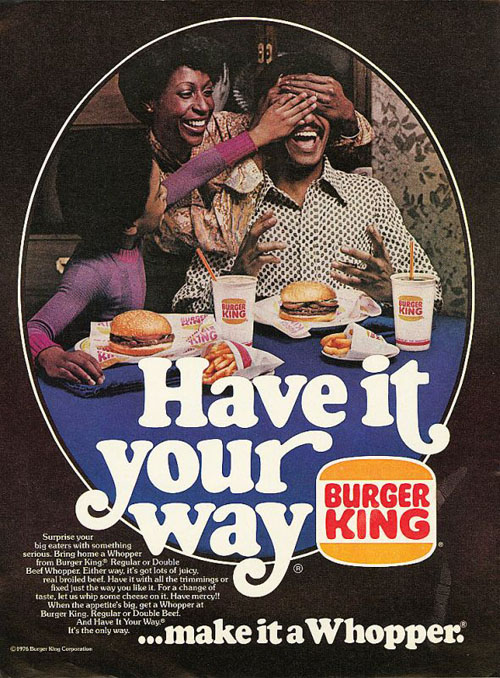 BURGER
KING
BURGER
KING
Have it
your
way®
BURGER
KING®
Surprise your
big eaters with something
serious. Bring home a Whopper
from Burger King.® Regular or Double
Beef Whopper. Either way, it's got lots of juicy,
real broiled beef. Have it with all the trimmings or
fixed just the way you like it. For a change of
taste, let us whip some cheese on it. Have mercy!!
When the appetite's big, get a Whopper at
Burger King. Regular or Double Beef.
And Have It Your Way.®
It's the only way.
...make it a Whopper.®
©1976 Burger King Corporation